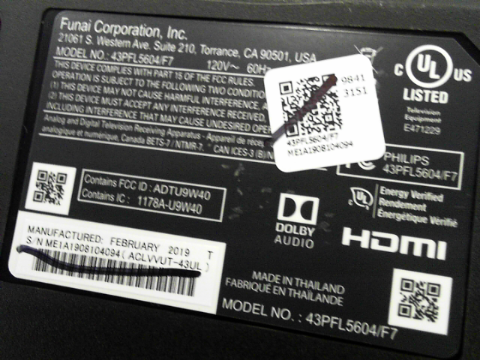 Funai Corporation, Inc.
21061 S. Western Ave. Suite 210, Torrance, CA 90501, USA
MODEL NO.: 43PFL5604/F7 120V~ 60Hz
THIS DEVICE COMPLIES WITH PART 15 OF THE FCC RULES.
OPERATION IS SUBJECT TO THE FOLLOWING TWO CONDITIONS
(1) THIS DEVICE MAY NOT CAUSE HARMFUL INTERFERENCE, AND
(2) THIS DEVICE MUST ACCEPT ANY INTERFERENCE RECEIVED,
INCLUDING INTERFERENCE THAT MAY CAUSE UNDESIRED OPERATION
Analog and Digital Television Receiving Apparatus - Appareil de
analogique et numérique, Canada BETS-7 / NTMR-7. CAN ICES-3 (B)
9841
3151
43PFL5604/F7
ME1A1908104094
C UL US
LISTED
Television
Equipment
E471229
PHILIPS
43PFL5604/F7
Contains FCC ID : ADTU9W40
Contains IC : 1178A-U9W40
UL
Energy Verified
Rendement
Énergétique Vérifié
DOLBY
AUDIO
HDMI
MANUFACTURED: FEBRUARY 2019 T
S/N ME1A1908104094 (ACLVVUT-43UL)
MADE IN THAILAND
FABRIQUÉ EN THAÏLANDE
MODEL NO. : 43PFL5604/F7